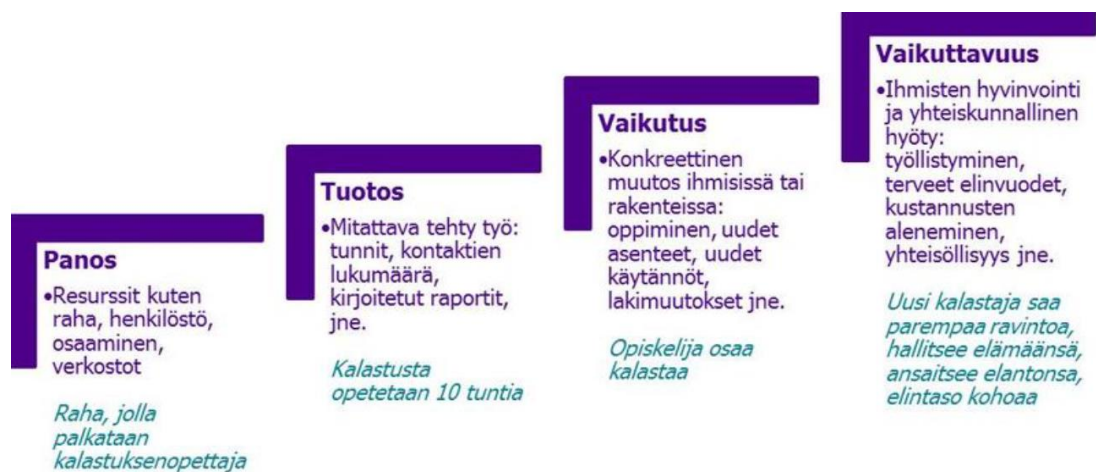 Panos
•Resurssit kuten
raha, henkilöstö,
osaaminen,
verkostot
Raha, jolla
palkataan
kalastuksenopettaja
Tuotos
•Mitattava tehty työ:
tunnit, kontaktien
lukumäärä,
kirjoitetut raportit,
jne.
Kalastusta
opetetaan 10 tuntia
Vaikutus
•Konkreettinen
muutos ihmisissä tai
rakenteissa:
oppiminen, uudet
asenteet, uudet
käytännöt,
lakimuutokset jne.
Opiskelija osaa
kalastaa
Vaikuttavuus
•Ihmisten hyvinvointi
ja yhteiskunnallinen
hyöty:
työllistyminen,
terveet elinvuodet,
kustannusten
aleneminen,
yhteisöllisyys jne.
Uusi kalastaja saa
parempaa ravintoa,
hallitsee elämäänsä,
ansaitsee elantonsa,
elintaso kohoaa